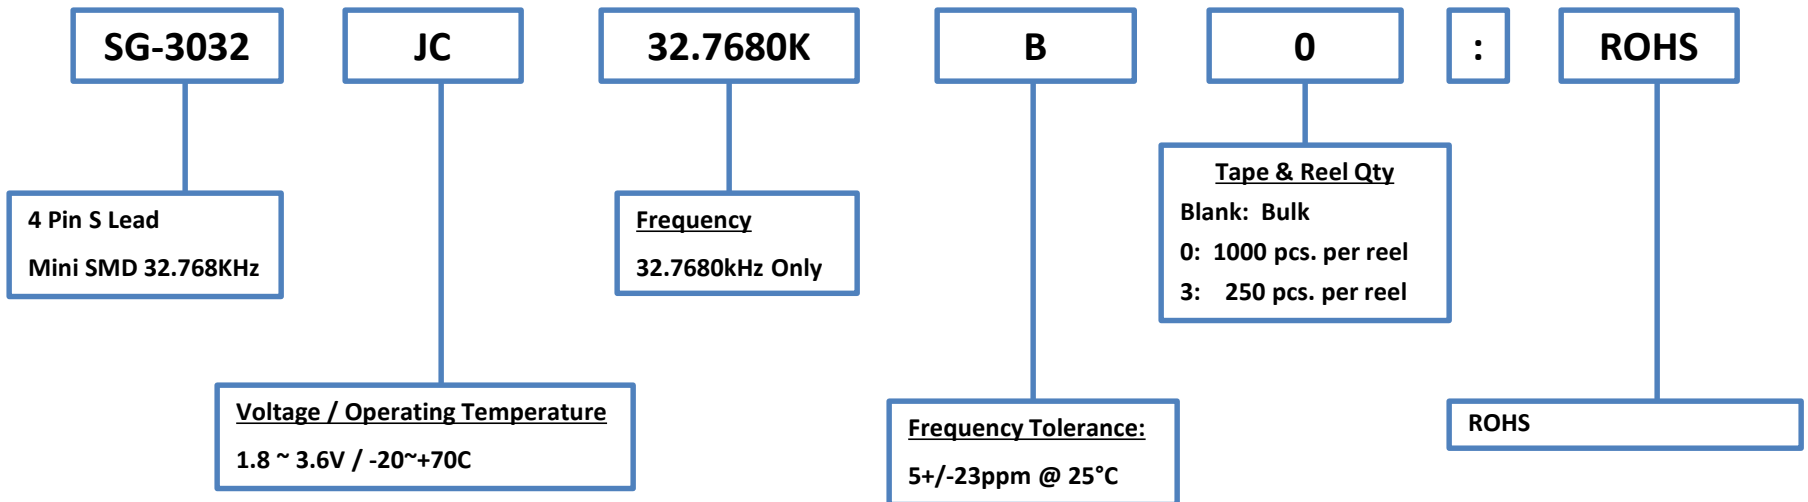 SG-3032 JC 32.7680K B 0 : ROHS
4 Pin S Lead
Mini SMD 32.768KHz
Voltage / Operating Temperature
1.8 ~ 3.6V / -20~+70C
Frequency
32.7680kHz Only
Frequency Tolerance:
5+/-23ppm @ 25°C
Tape & Reel Qty
Blank: Bulk
0: 1000 pcs. per reel
3: 250 pcs. per reel
ROHS